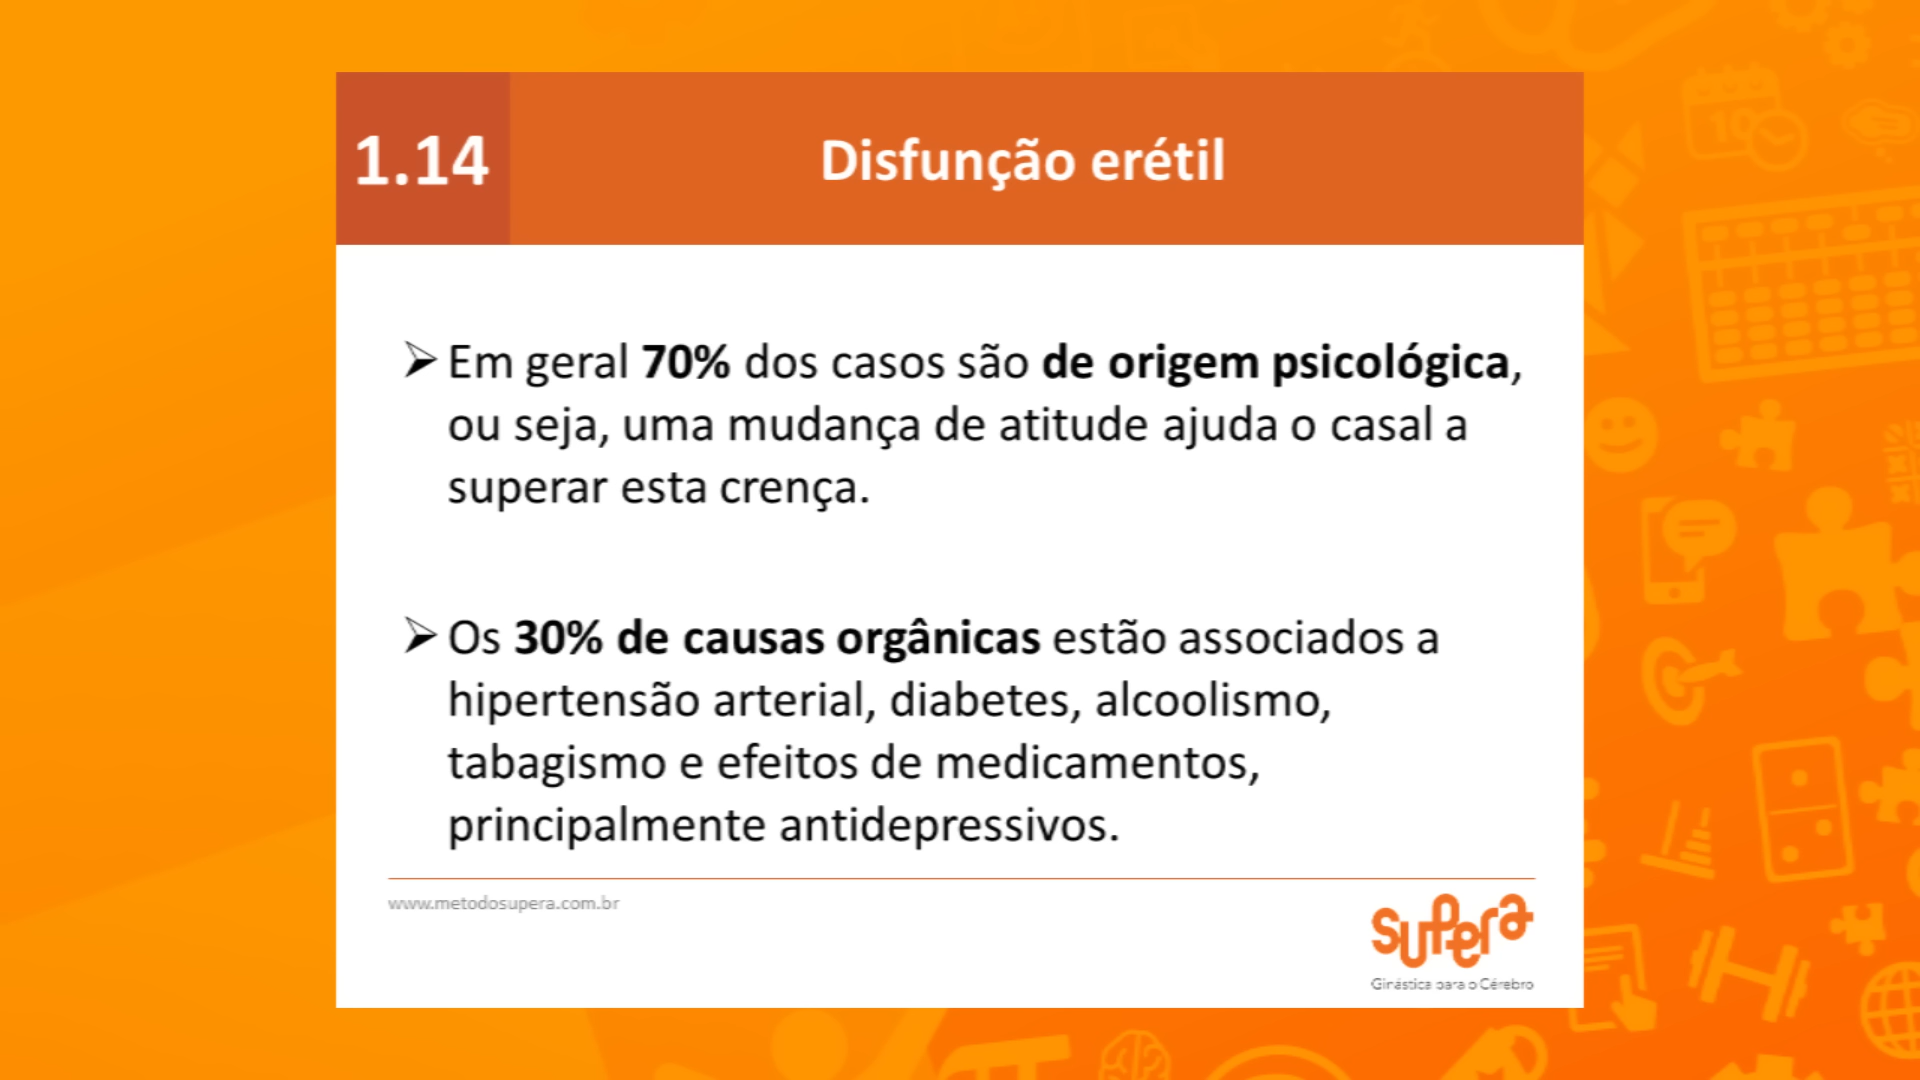 1.14
Disfunção erétil
➢ Em geral 70% dos casos são de origem psicológica,
ou seja, uma mudança de atitude ajuda o casal a
superar esta crença.
➢ Os 30% de causas orgânicas estão associados a
hipertensão arterial, diabetes, alcoolismo,
tabagismo e efeitos de medicamentos,
principalmente antidepressivos.
www.metodosupera.com.br
supera
Ginástica para o Cérebro
10